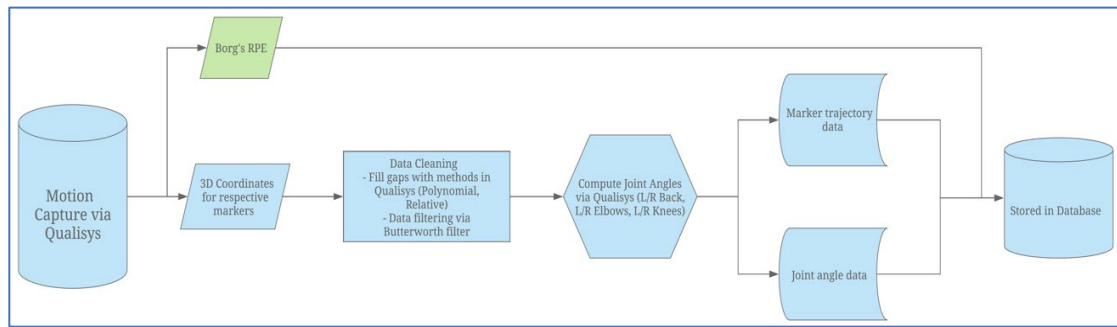 Borg's RPE
Motion
Capture via
Qualisys
3D Coordinates
for respective
markers
Data Cleaning
- Fill gaps with methods in
Qualisys (Polynomial,
Relative)
- Data filtering via
Butterworth filter
Compute Joint Angles
via Qualisys (L/R Back,
L/R Elbows, L/R Knees)
Marker trajectory
data
Joint angle data
Stored in Database